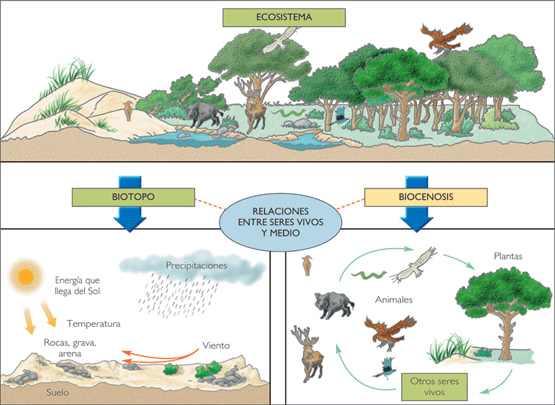 ECOSISTEMA
BIOTOPO
RELACIONES
ENTRE SERES VIVOS
Y MEDIO
BIOCENOSIS
Energía que
llega del Sol
Precipitaciones
Temperatura
Rocas, grava,
arena
Viento
Suelo
Plantas
Animales
Otros seres
vivos